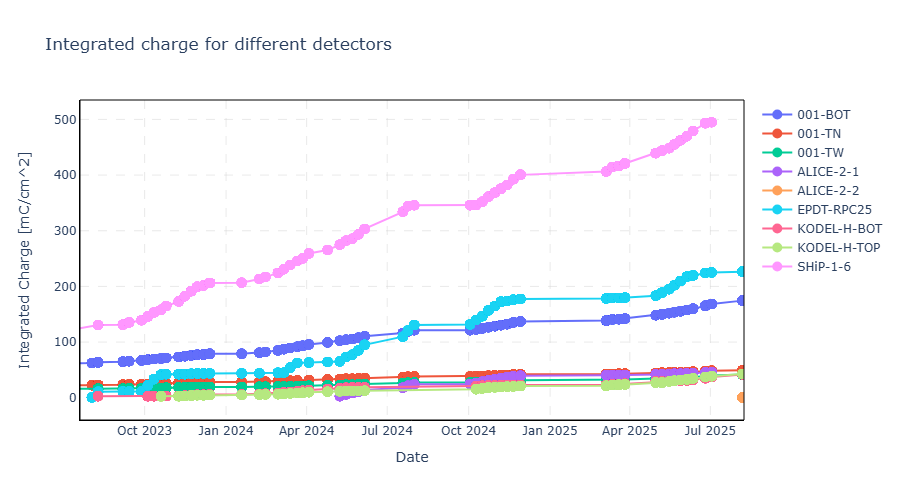 Integrated charge for different detectors
Integrated Charge [mC/cm^2]
500
400
300
200
100
0
Oct 2023
Jan 2024
Apr 2024
Jul 2024
Oct 2024
Jan 2025
Apr 2025
Jul 2025
Date
001-BOT
001-TN
001-TW
ALICE-2-1
ALICE-2-2
EPDT-RPC25
KODEL-H-BOT
KODEL-H-TOP
SHiP-1-6